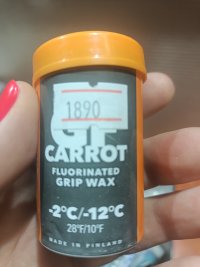 1890
GF
CARROT
FLUORINATED
GRIP WAX
-2°C/-12°C
28°F/10°F
MADE IN FINLAND